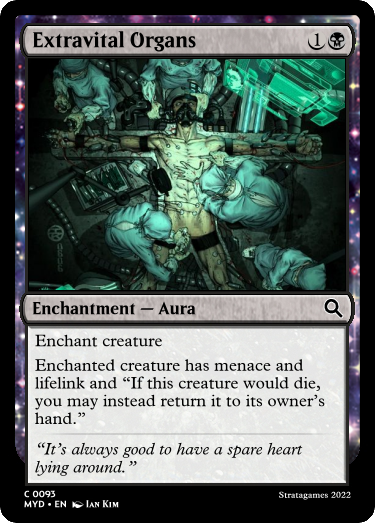 Extravital Organs 1
Enchantment — Aura
Enchant creature
Enchanted creature has menace and
lifelink and “If this creature would die,
you may instead return it to its owner’s
hand.”
“It’s always good to have a spare heart
lying around.”
C 0093
MYD • EN Ian Kim
Stratagames 2022